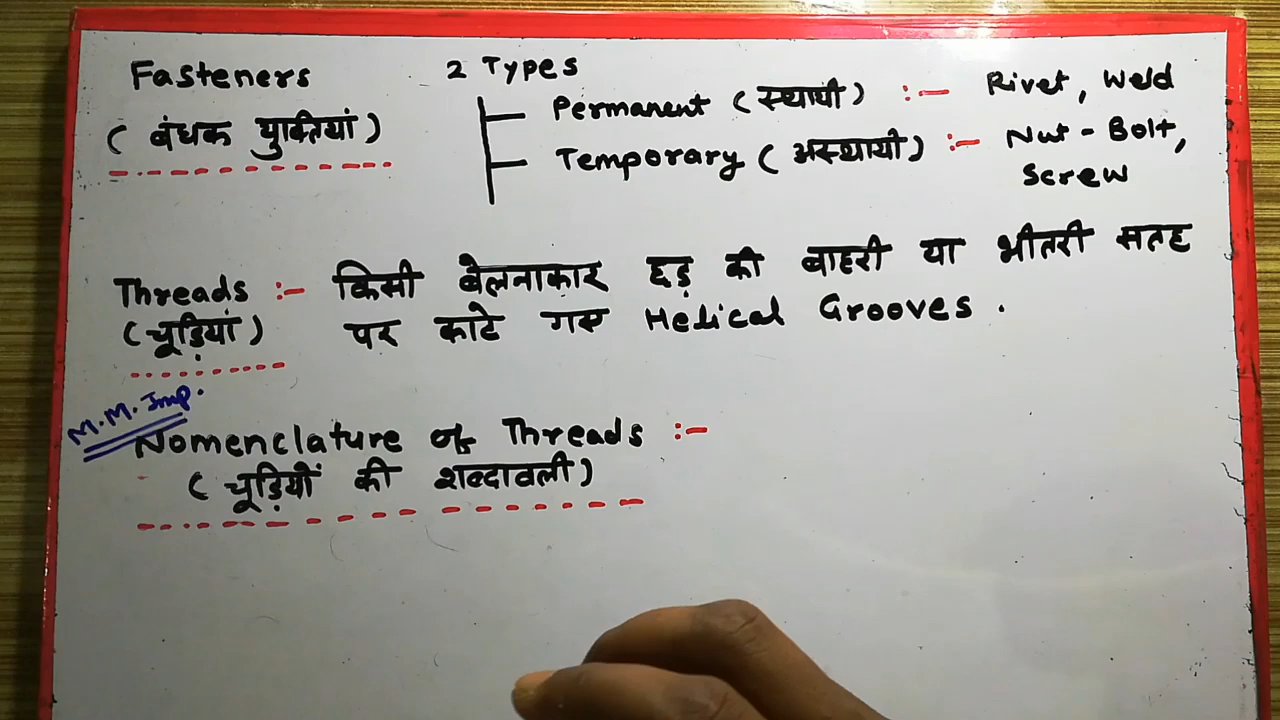 Fasteners
(बंधक युक्तियां)
2 Types
Permanent (स्थायी) :- Rivet, Weld
Temporary (अस्थायी) :- Nut - Bolt,
Screw
Threads :- किसी बेलनाकार छड़ की बाहरी या भीतरी सतह
(चूड़ियां) पर काटे गए Helical Grooves.
M.M. Imp.
Nomenclature of Threads :-
(चूड़ियों की शब्दावली)